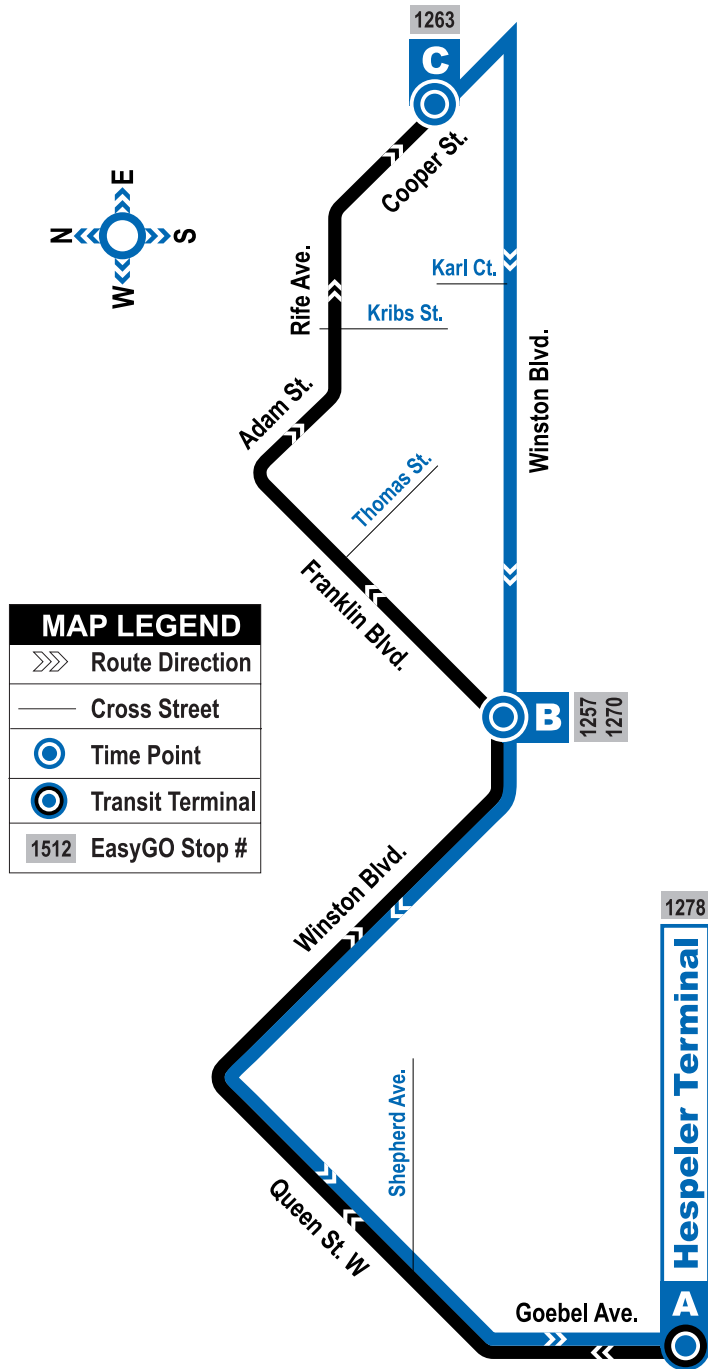 1263
C
Cooper St.
E
N
S
W
Rife Ave.
Karl Ct.
Kribs St.
Winston Blvd.
Adam St.
Thomas St.
Franklin Blvd.
MAP LEGEND
Route Direction
Cross Street
Time Point
Transit Terminal
1512 EasyGO Stop #
B
1257
1270
Winston Blvd.
1278
Hespeler Terminal
A
Shepherd Ave.
Queen St. W
Goebel Ave.